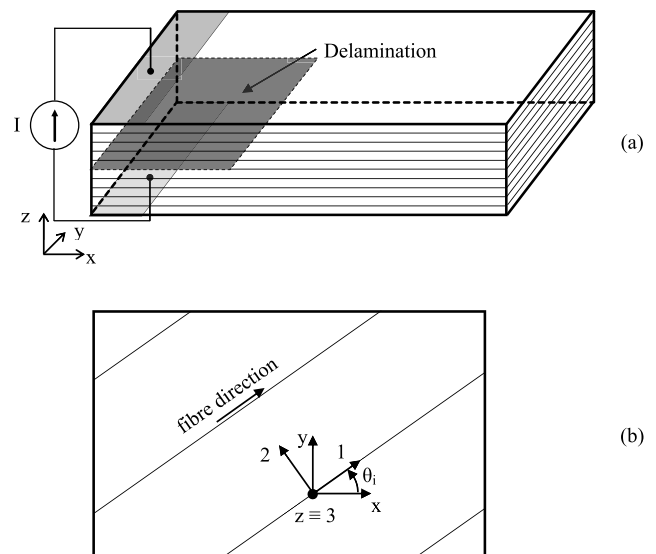 Delamination
I
(a)
z
y
x
fibre direction
(b)
y
2
1
θi
x
z ≡ 3